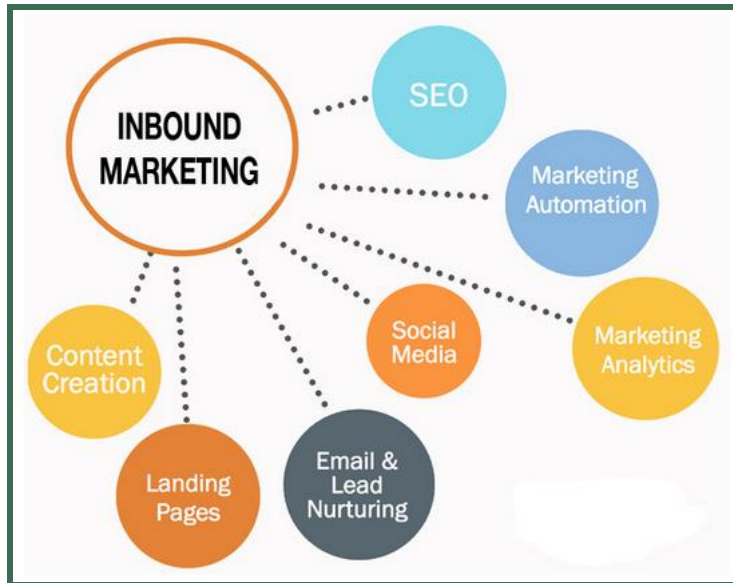 INBOUND
MARKETING
SEO
Marketing
Automation
Marketing
Analytics
Social
Media
Email &
Lead
Nurturing
Landing
Pages
Content
Creation